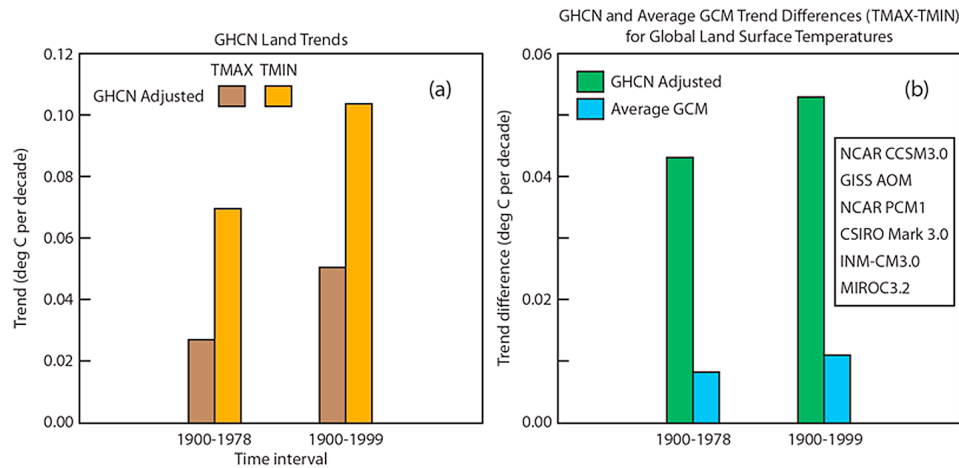 GHCN Land Trends
TMAX TMIN
GHCN Adjusted
(a)
Trend (deg C per decade)
0.12
0.10
0.08
0.06
0.04
0.02
0.00
1900-1978
1900-1999
Time interval
GHCN and Average GCM Trend Differences (TMAX-TMIN)
for Global Land Surface Temperatures
GHCN Adjusted
Average GCM
(b)
NCAR CCSM3.0
GISS AOM
NCAR PCM1
CSIRO Mark 3.0
INM-CM3.0
MIROC3.2
Trend difference (deg C per decade)
0.06
0.04
0.02
0.00
1900-1978
1900-1999